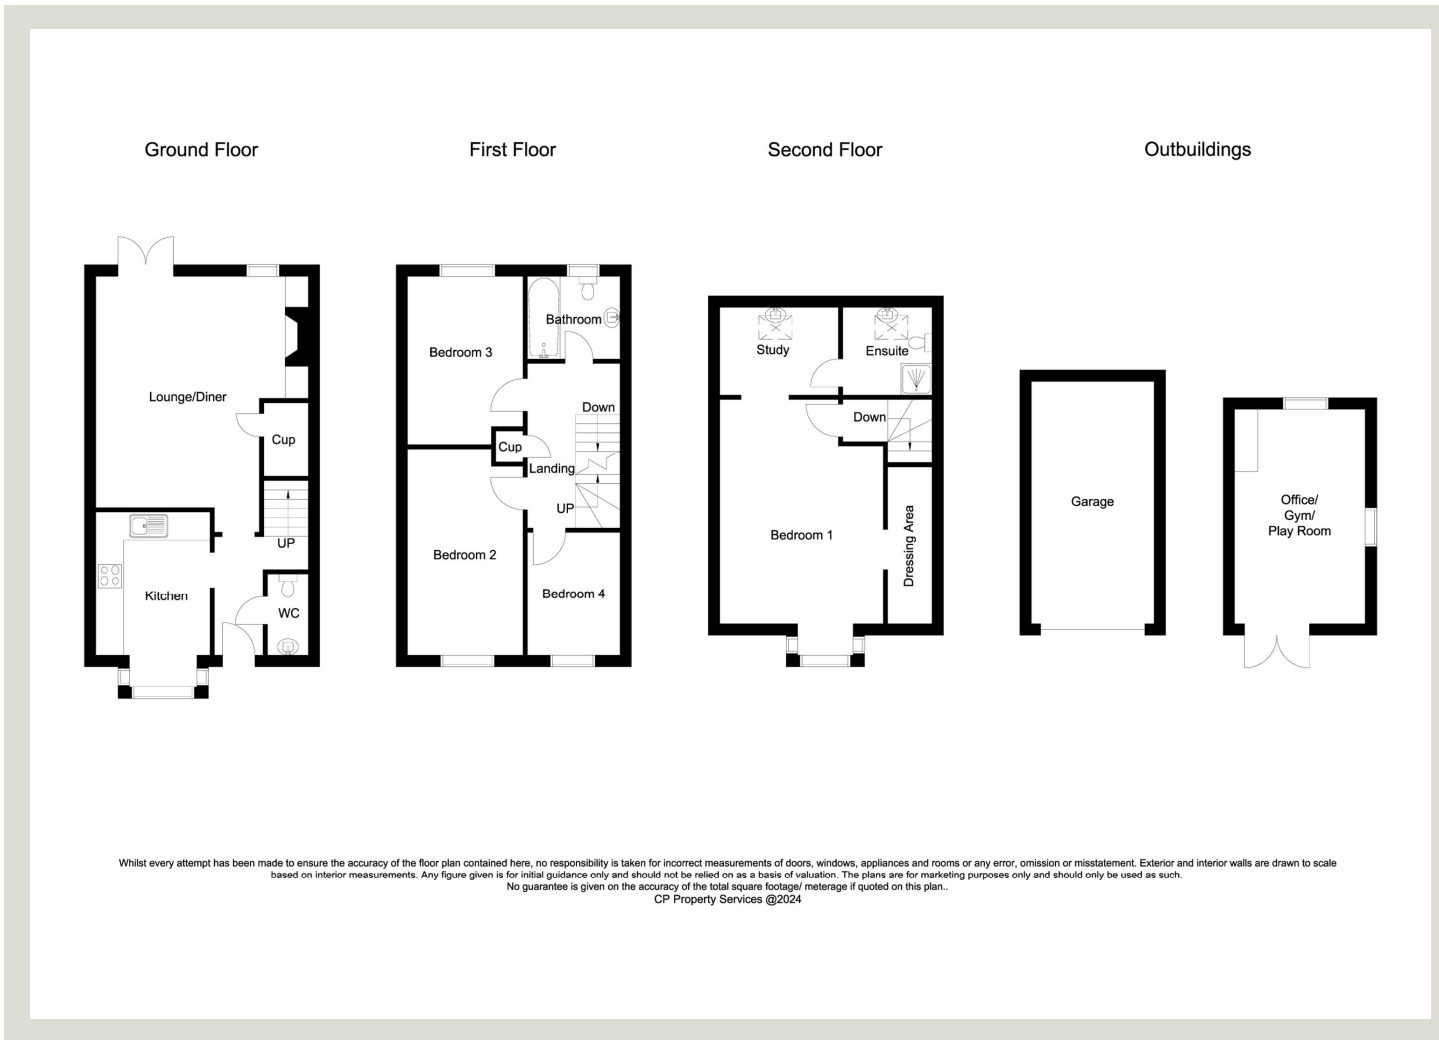 Ground Floor
First Floor
Second Floor
Outbuildings
Lounge/Diner
Cup
UP
Kitchen
WC
Bedroom 3
Bathroom
Down
Cup
Landing
UP
Bedroom 2
Bedroom 4
Study
Ensuite
Down
Bedroom 1
Dressing Area
Garage
Office/
Gym/
Play Room
Whilst every attempt has been made to ensure the accuracy of the floor plan contained here, no responsibility is taken for incorrect measurements of doors, windows, appliances and rooms or any error, omission or misstatement. Exterior and interior walls are drawn to scale
based on interior measurements. Any figure given is for initial guidance only and should not be relied on as a basis of valuation. The plans are for marketing purposes only and should only be used as such.
No guarantee is given on the accuracy of the total square footage/ meterage if quoted on this plan..
CP Property Services @2024